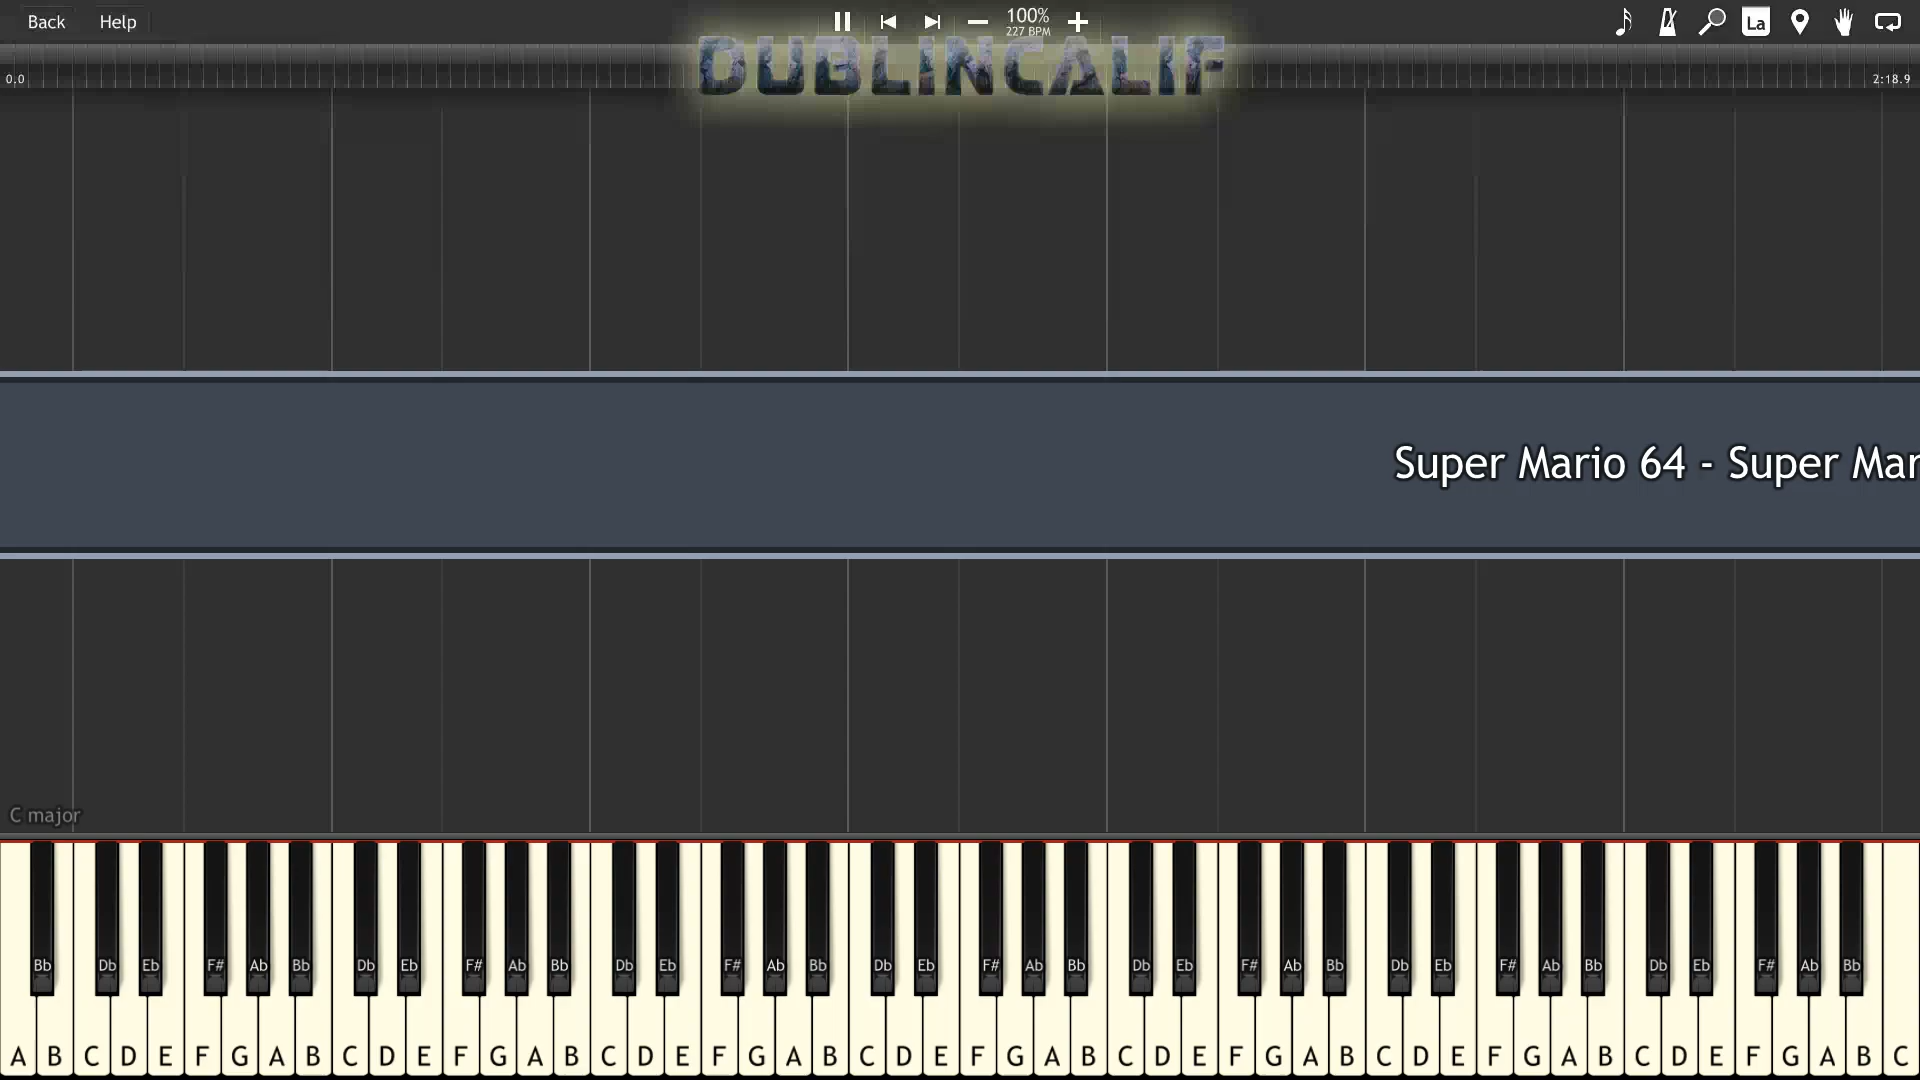 Back Help 100% La
227 BPM
DUBLINCALIF
0.0 2:18.9
Super Mario 64 - Super Mar
C major
Bb Db Eb F# Ab Bb Db Eb F# Ab Bb Db Eb F# Ab Bb Db Eb F# Ab Bb Db Eb F# Ab Bb Db Eb F# Ab Bb Db Eb F# Ab Bb
A B C D E F G A B C D E F G A B C D E F G A B C D E F G A B C D E F G A B C D E F G A B C D E F G A B C